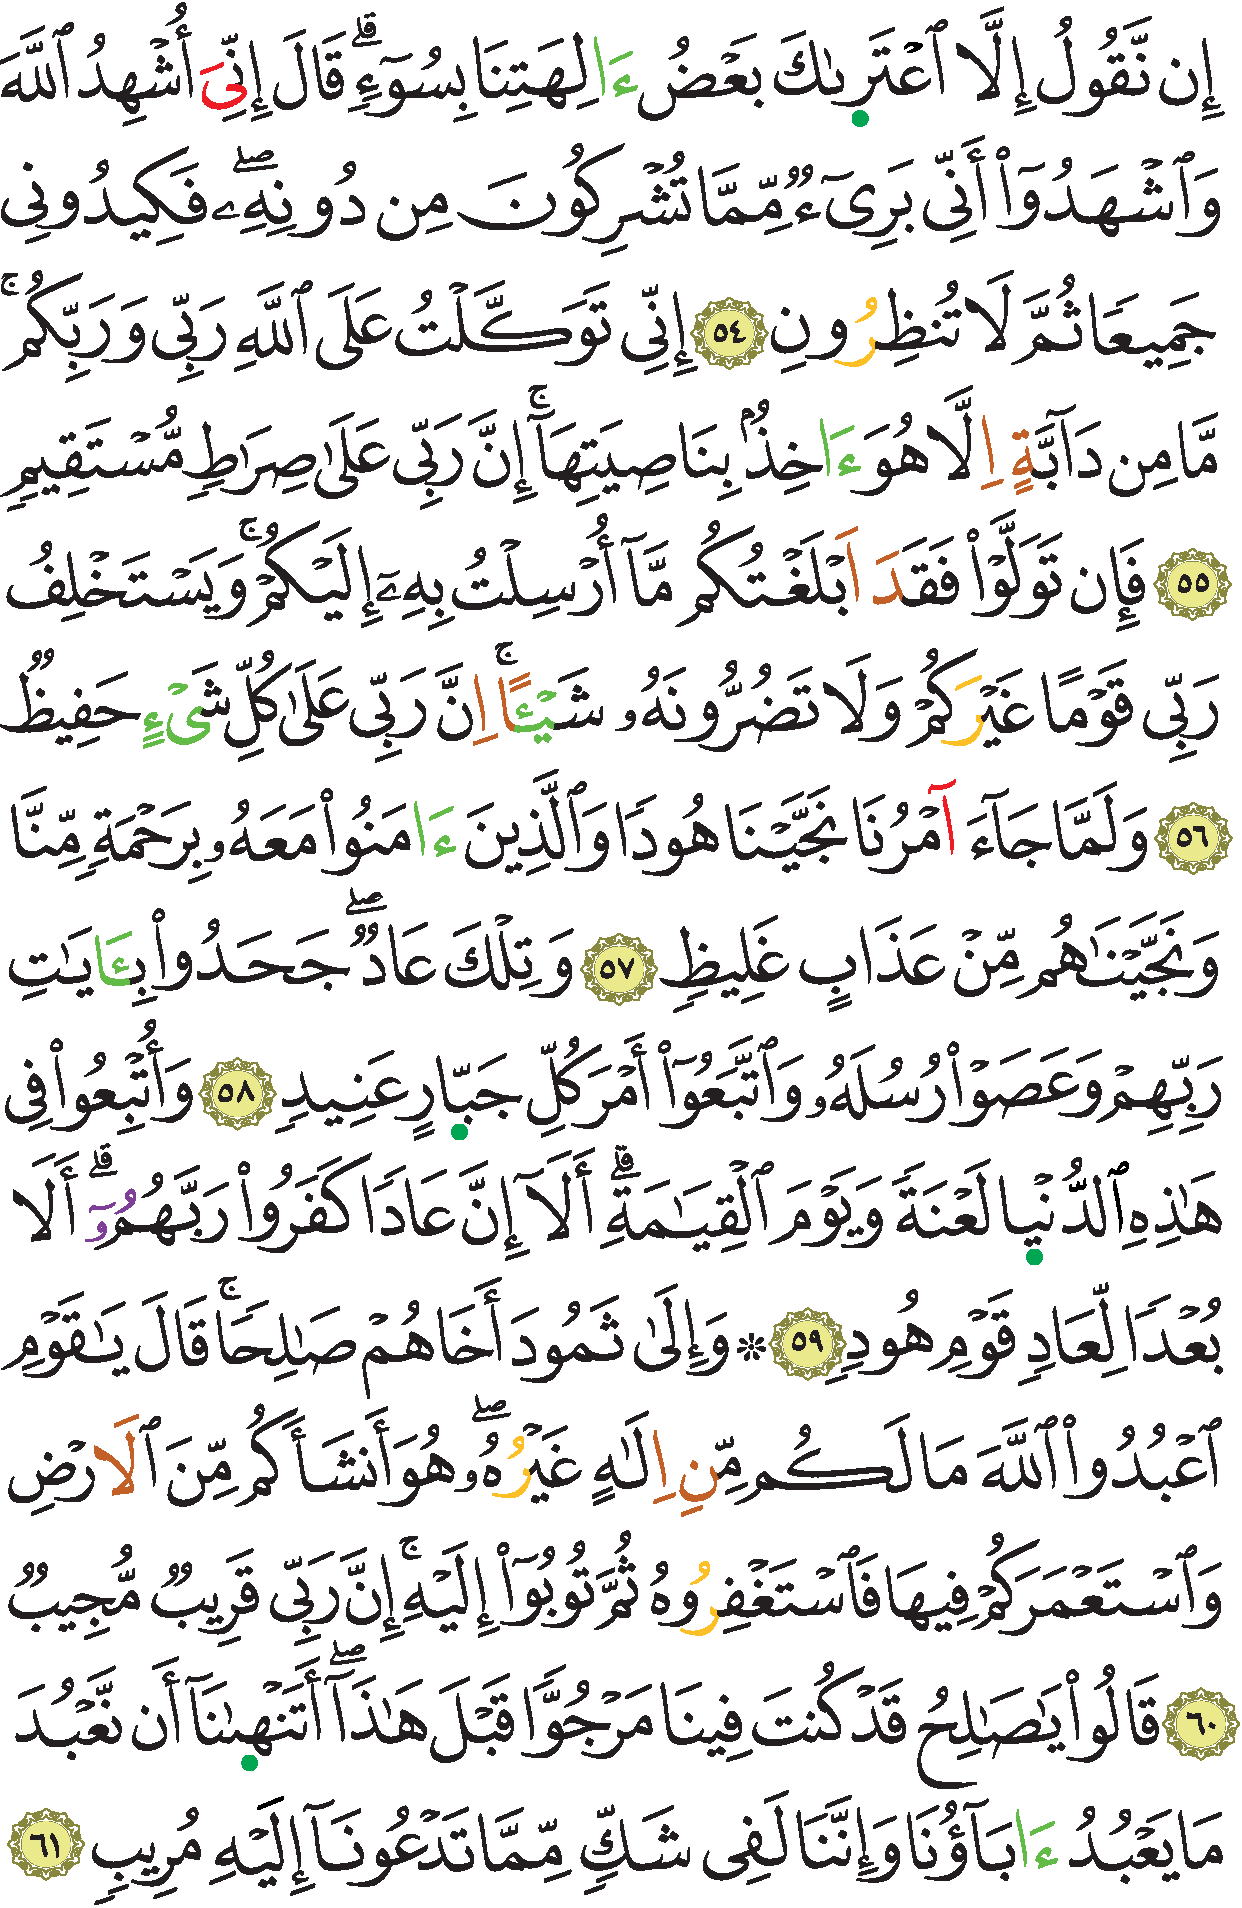 إِن نَّقُولُ إِلَّا ٱعْتَر۪ىٰكَ بَعْضُ ءَالِهَتِنَا بِسُوٓءٖۗ قَالَ إِنِّيَ أُشْهِدُ ٱللَّهَ
وَٱشْهَدُوٓاْ أَنِّي بَرِيٓءٞ مِّمَّا تُشْرِكُونَ مِن دُونِهِۦۖ فَكِيدُونِي
جَمِيعٗا ثُمَّ لَا تُنظِرُونِ ٥٤ إِنِّي تَوَكَّلْتُ عَلَى ٱللَّهِ رَبِّي وَرَبِّكُمۚ
مَّا مِن دَآبَّةٍ اِلَّا هُوَ ءَاخِذُۢ بِنَاصِيَتِهَآۚ إِنَّ رَبِّي عَلَىٰ صِرَٰطٖ مُّسْتَقِيمٖ
٥٥ فَإِن تَوَلَّوْاْ فَقَدَ اَبْلَغْتُكُم مَّآ أُرْسِلْتُ بِهِۦٓ إِلَيْكُمْۚ وَيَسْتَخْلِفُ
رَبِّي قَوْمًا غَيْرَكُمْ وَلَا تَضُرُّونَهُۥ شَيْـًٔاۚ اِنَّ رَبِّي عَلَىٰ كُلِّ شَيْءٍ حَفِيظٞ
٥٦ وَلَمَّا جَآءَ آمْرُنَا نَجَّيْنَا هُودٗا وَٱلَّذِينَ ءَامَنُواْ مَعَهُۥ بِرَحْمَةٖ مِّنَّا
وَنَجَّيْنَٰهُم مِّنْ عَذَابٍ غَلِيظٖ ٥٧ وَتِلْكَ عَادٞۖ جَحَدُواْ بِـَٔايَٰتِ
رَبِّهِمْ وَعَصَوْاْ رُسُلَهُۥ وَٱتَّبَعُوٓاْ أَمْرَ كُلِّ جَبّ۪ارٍ عَنِيدٖ ٥٨ وَأُتْبِعُواْ فِي
هَٰذِهِ ٱلدُّنْي۪ا لَعْنَةٗ وَيَوْمَ ٱلْقِيَٰمَةِۗ أَلَآ إِنَّ عَادٗا كَفَرُواْ رَبَّهُمُۥٓۗ أَلَا
بُعْدٗا لِّعَادٖ قَوْمِ هُودٖ ٥٩ ۞ وَإِلَىٰ ثَمُودَ أَخَاهُمْ صَٰلِحٗاۚ قَالَ يَٰقَوْمِ
ٱعْبُدُواْ ٱللَّهَ مَا لَكُم مِّنِ اِلَٰهٍ غَيْرُهُۥۖ هُوَ أَنشَأَكُم مِّنَ ٱلَارْضِ
وَٱسْتَعْمَرَكُمْ فِيهَا فَٱسْتَغْفِرُوهُ ثُمَّ تُوبُوٓاْ إِلَيْهِۚ إِنَّ رَبِّي قَرِيبٞ مُّجِيبٞ
٦٠ قَالُواْ يَٰصَٰلِحُ قَدْ كُنتَ فِينَا مَرْجُوّٗا قَبْلَ هَٰذَآۖ أَتَنْه۪ىٰنَآ أَن نَّعْبُدَ
مَا يَعْبُدُ ءَابَآؤُنَا وَإِنَّنَا لَفِي شَكّٖ مِّمَّا تَدْعُونَآ إِلَيْهِ مُرِيبٖ ٦١